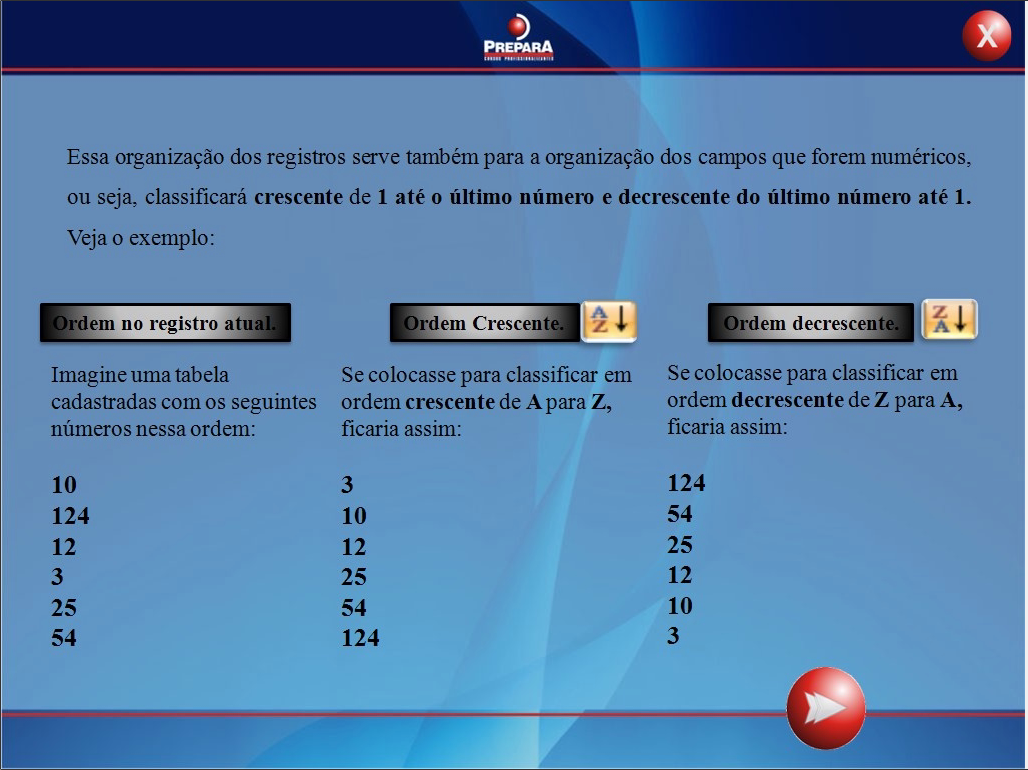 PREPARA
CURSOS PROFISSIONALIZANTES
X
Essa organização dos registros serve também para a organização dos campos que forem numéricos,
ou seja, classificará crescente de 1 até o último número e decrescente do último número até 1.
Veja o exemplo:
Ordem no registro atual.
Imagine uma tabela
cadastradas com os seguintes
números nessa ordem:
10
124
12
3
25
54
Ordem Crescente.
A
Z
Se colocasse para classificar em
ordem crescente de A para Z,
ficaria assim:
3
10
12
25
54
124
Ordem decrescente.
Z
A
Se colocasse para classificar em
ordem decrescente de Z para A,
ficaria assim:
124
54
25
12
10
3